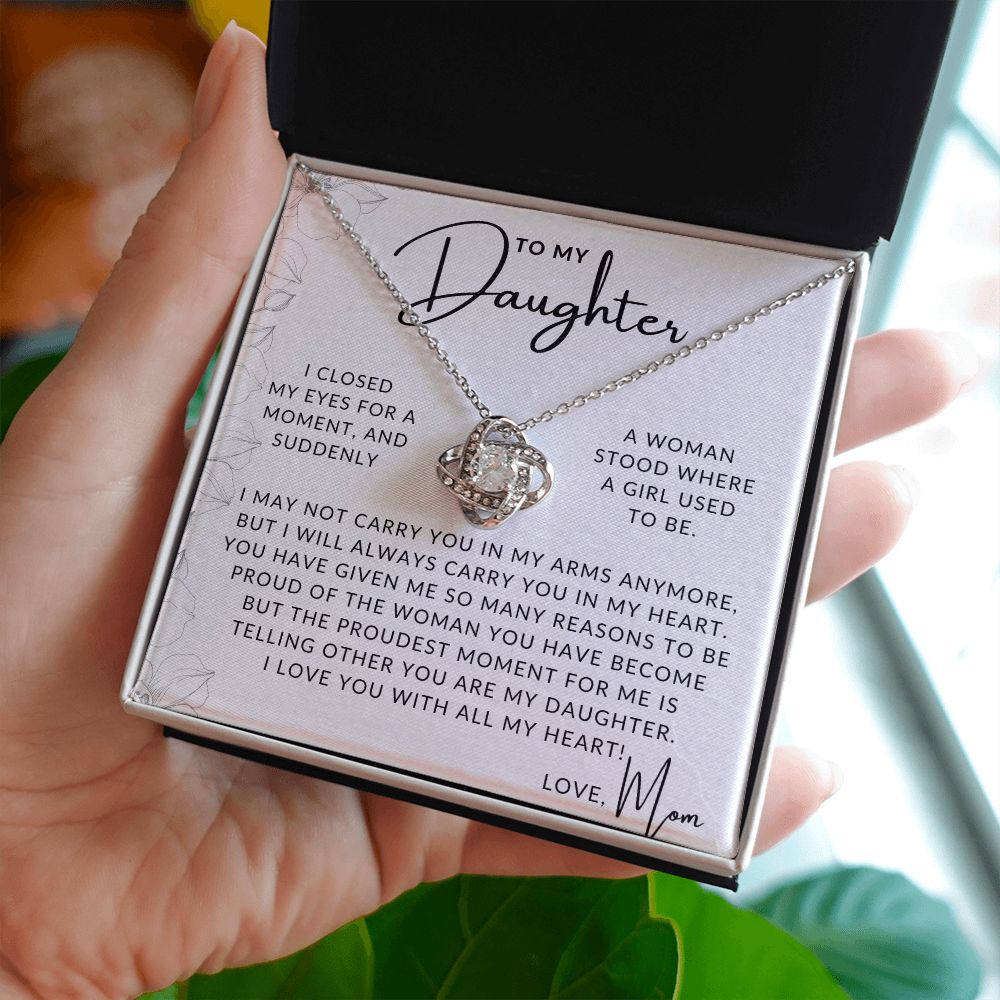 TO MY
Daughter
I CLOSED
MY EYES FOR A
MOMENT, AND
SUDDENLY
A WOMAN
STOOD WHERE
A GIRL USED
TO BE.
I MAY NOT CARRY YOU IN MY ARMS ANYMORE,
BUT I WILL ALWAYS CARRY YOU IN MY HEART.
YOU HAVE GIVEN ME SO MANY REASONS TO BE
PROUD OF THE WOMAN YOU HAVE BECOME
BUT THE PROUDEST MOMENT FOR ME IS
TELLING OTHER YOU ARE MY DAUGHTER.
I LOVE YOU WITH ALL MY HEART!
LOVE, Mom